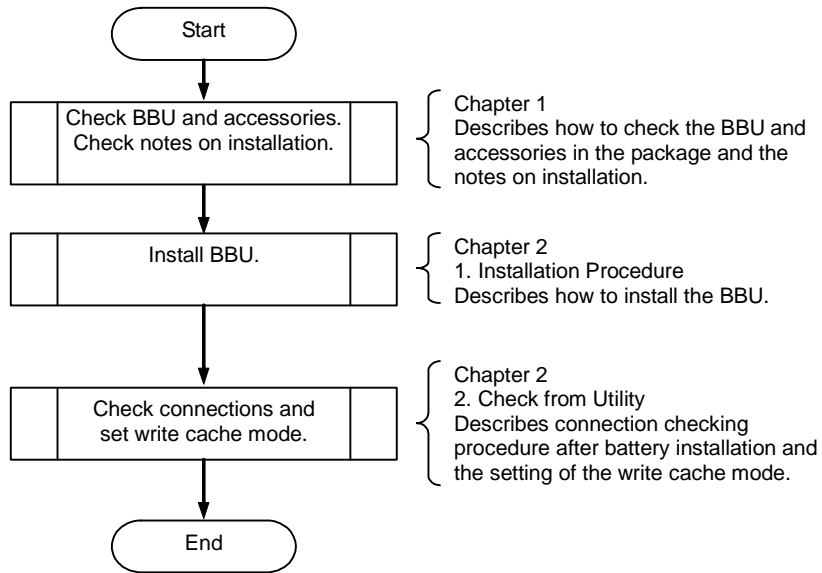 Start
Check BBU and accessories.
Check notes on installation.
Chapter 1
Describes how to check the BBU and
accessories in the package and the
notes on installation.
Install BBU.
Chapter 2
1. Installation Procedure
Describes how to install the BBU.
Check connections and
set write cache mode.
Chapter 2
2. Check from Utility
Describes connection checking
procedure after battery installation and
the setting of the write cache mode.
End